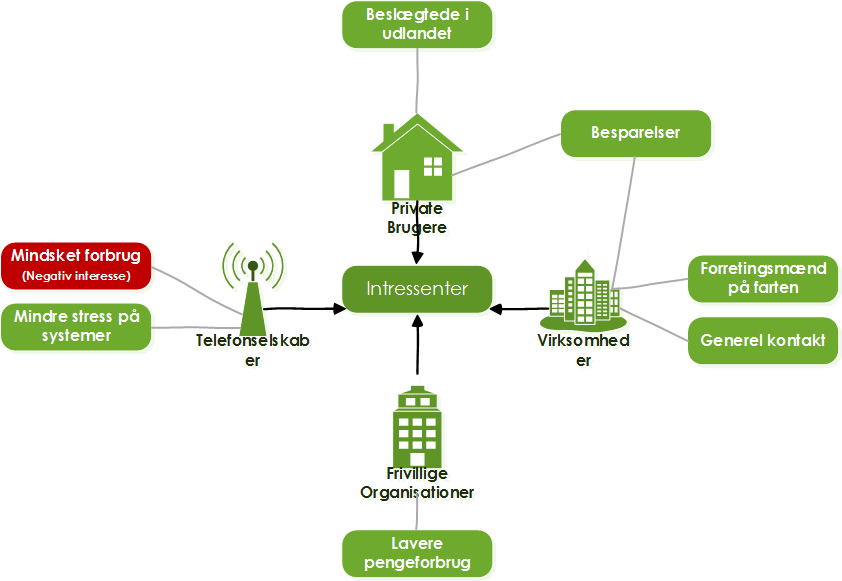 Beslægtede i
udlandet
Besparelser
Private
Brugere
Mindsket forbrug
(Negativ interesse)
Mindre stress på
systemer
Telefonselskab
er
Intressenter
Virksomhed
er
Forretingsmænd
på farten
Generel kontakt
Frivillige
Organisationer
Lavere
pengeforbrug